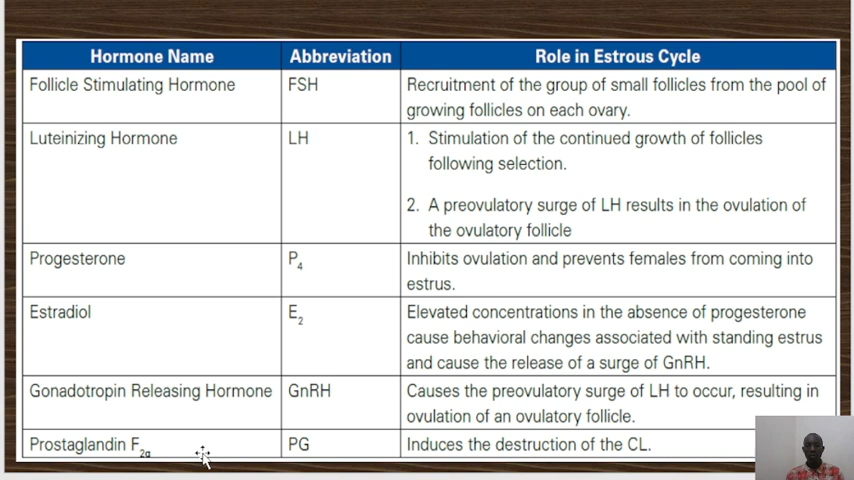 Hormone Name Abbreviation Role in Estrous Cycle
Follicle Stimulating Hormone FSH Recruitment of the group of small follicles from the pool of
growing follicles on each ovary.
Luteinizing Hormone LH 1. Stimulation of the continued growth of follicles
following selection.
2. A preovulatory surge of LH results in the ovulation of
the ovulatory follicle
Progesterone P4 Inhibits ovulation and prevents females from coming into
estrus.
Estradiol E2 Elevated concentrations in the absence of progesterone
cause behavioral changes associated with standing estrus
and cause the release of a surge of GnRH.
Gonadotropin Releasing Hormone GnRH Causes the preovulatory surge of LH to occur, resulting in
ovulation of an ovulatory follicle.
Prostaglandin F2α PG Induces the destruction of the CL.